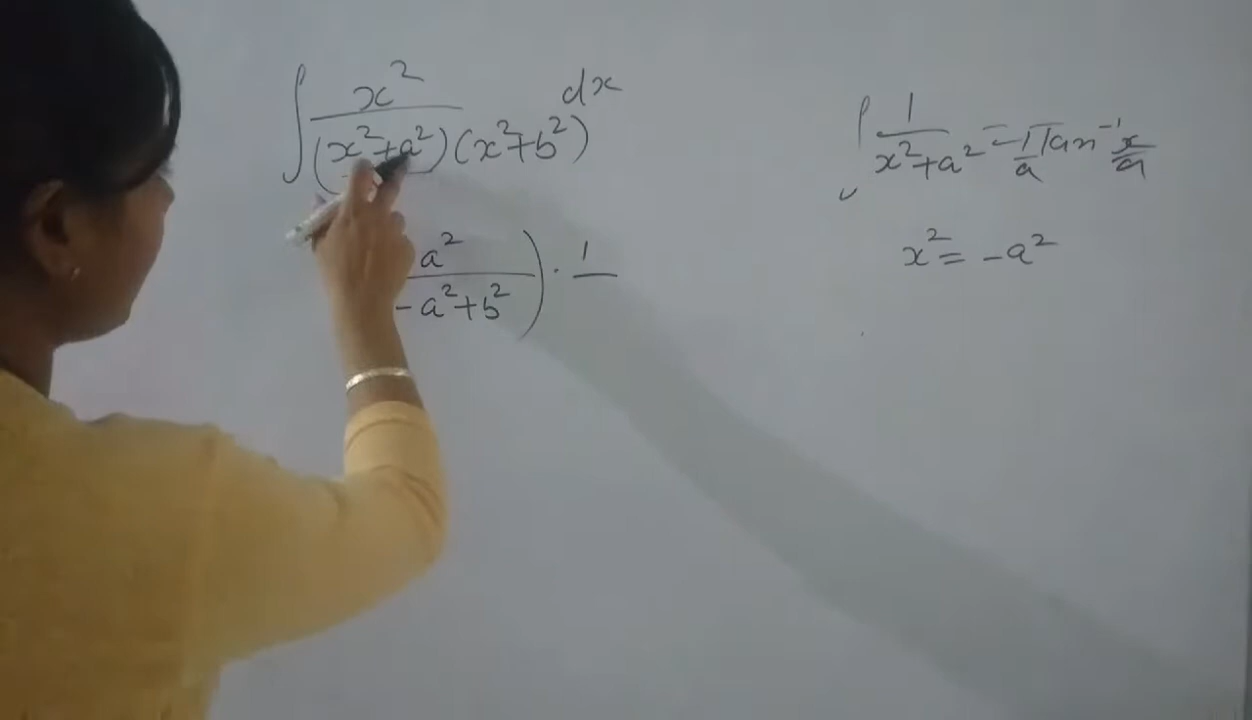 ∫ x² / (x²+a²)(x²+b²) dx
a² / -a²+b² ) · 1
∫ 1 / x²+a² = 1/a Tan⁻¹ x/a
x² = -a²